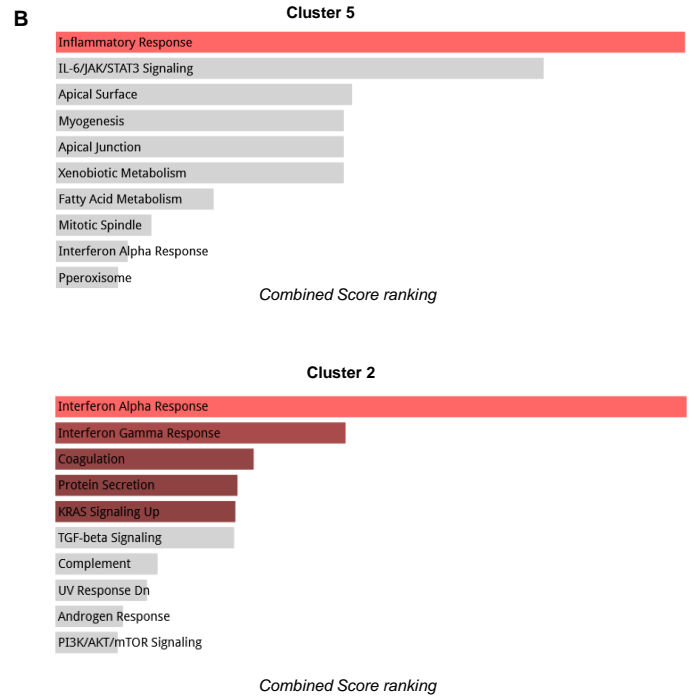 B
Cluster 5
Inflammatory Response
IL-6/JAK/STAT3 Signaling
Apical Surface
Myogenesis
Apical Junction
Xenobiotic Metabolism
Fatty Acid Metabolism
Mitotic Spindle
Interferon Alpha Response
Pperoxisome
Combined Score ranking
Cluster 2
Interferon Alpha Response
Interferon Gamma Response
Coagulation
Protein Secretion
KRAS Signaling Up
TGF-beta Signaling
Complement
UV Response Dn
Androgen Response
PI3K/AKT/mTOR Signaling
Combined Score ranking